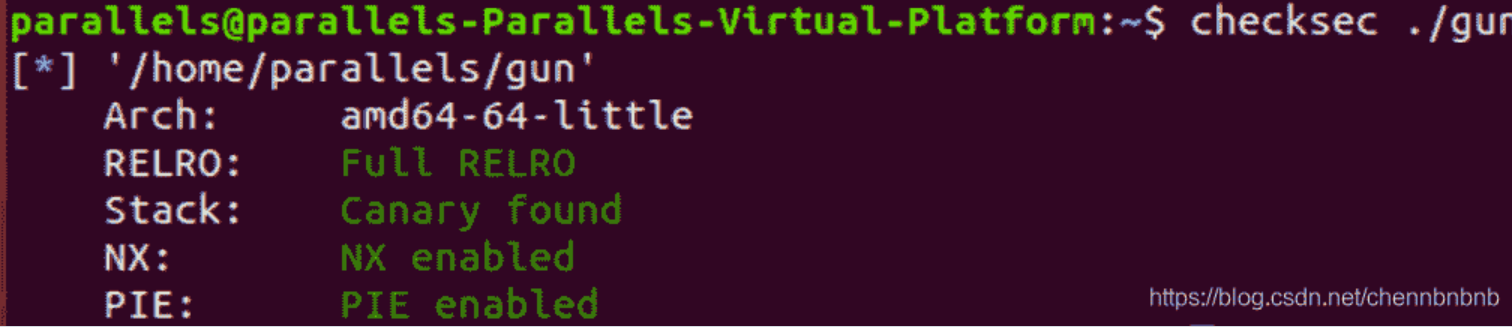 parallels@parallels-Parallels-Virtual-Platform:~$ checksec ./gun
[*] '/home/parallels/gun'
Arch: amd64-64-little
RELRO: Full RELRO
Stack: Canary found
NX: NX enabled
PIE: PIE enabled
https://blog.csdn.net/chennbnbnb